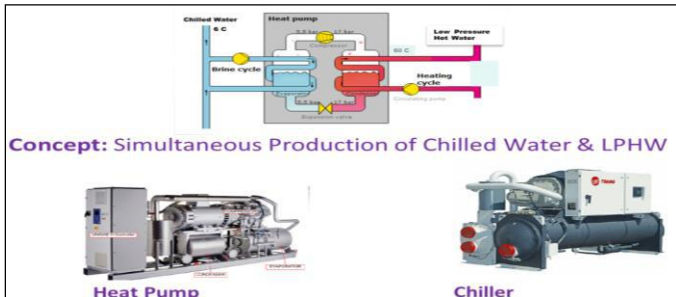 Chilled Water
6 C
Heat pump
Compressor
Low Pressure
Hot Water
60 C
Brine cycle
Heating
cycle
Circulating pump
Expansion valve
Concept: Simultaneous Production of Chilled Water & LPHW
Heat Pump
Chiller